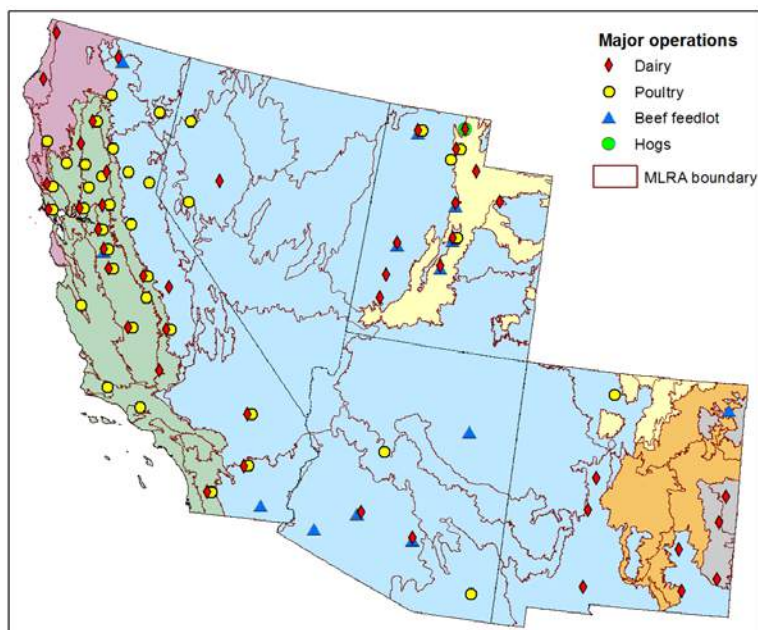 Major operations
Dairy
Poultry
Beef feedlot
Hogs
MLRA boundary